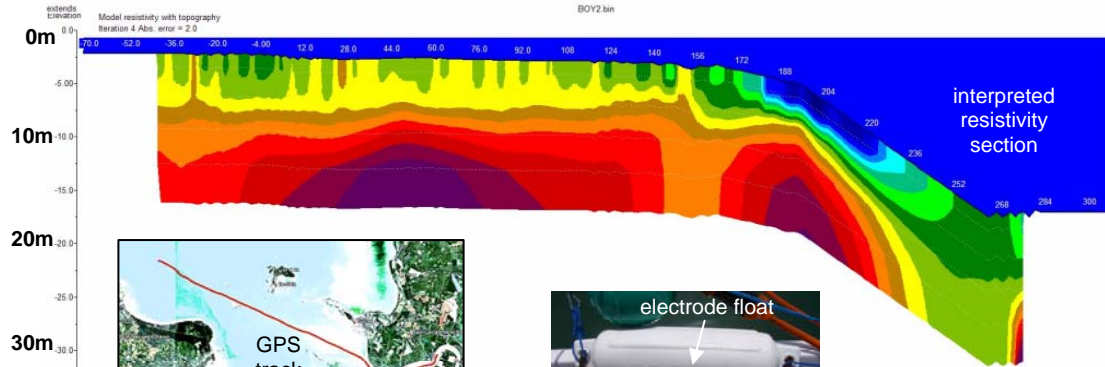 extends
Elevation
Model resistivity with topography
Iteration 4 Abs. error = 2.0
BOY2.bin
0m 0.0
-70.0 -52.0 -36.0 -20.0 -4.00 12.0 28.0 44.0 60.0 76.0 92.0 108 124 140 156 172 188 204 220 236 252 268 284 300
-5.00
interpreted
resistivity
section
10m -10.0
-15.0
20m -20.0
-25.0
30m -30.0
GPS
track
electrode float